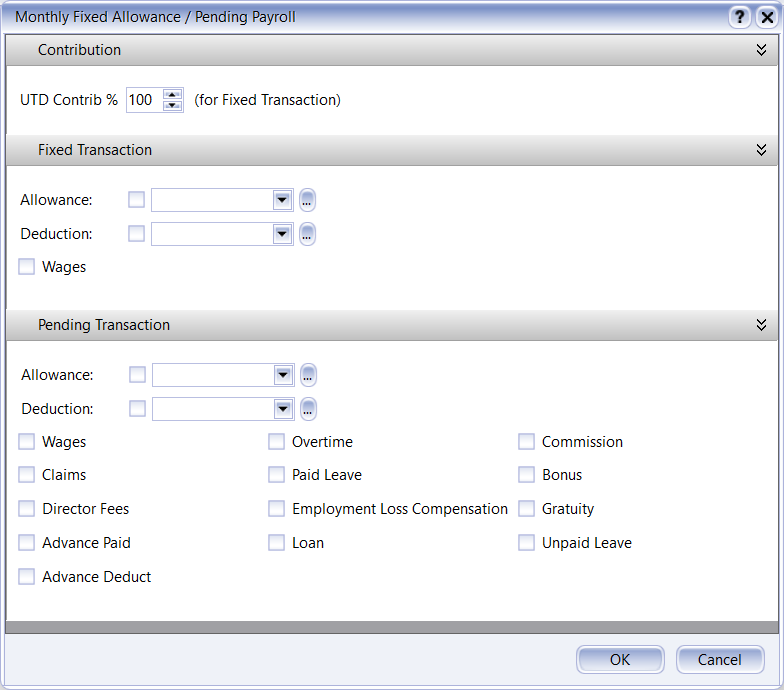 Monthly Fixed Allowance / Pending Payroll ?
Contribution
UTD Contrib % 100 (for Fixed Transaction)
Fixed Transaction
Allowance: ...
Deduction: ...
Wages
Pending Transaction
Allowance: ...
Deduction: ...
Wages Overtime Commission
Claims Paid Leave Bonus
Director Fees Employment Loss Compensation Gratuity
Advance Paid Loan Unpaid Leave
Advance Deduct
OK Cancel